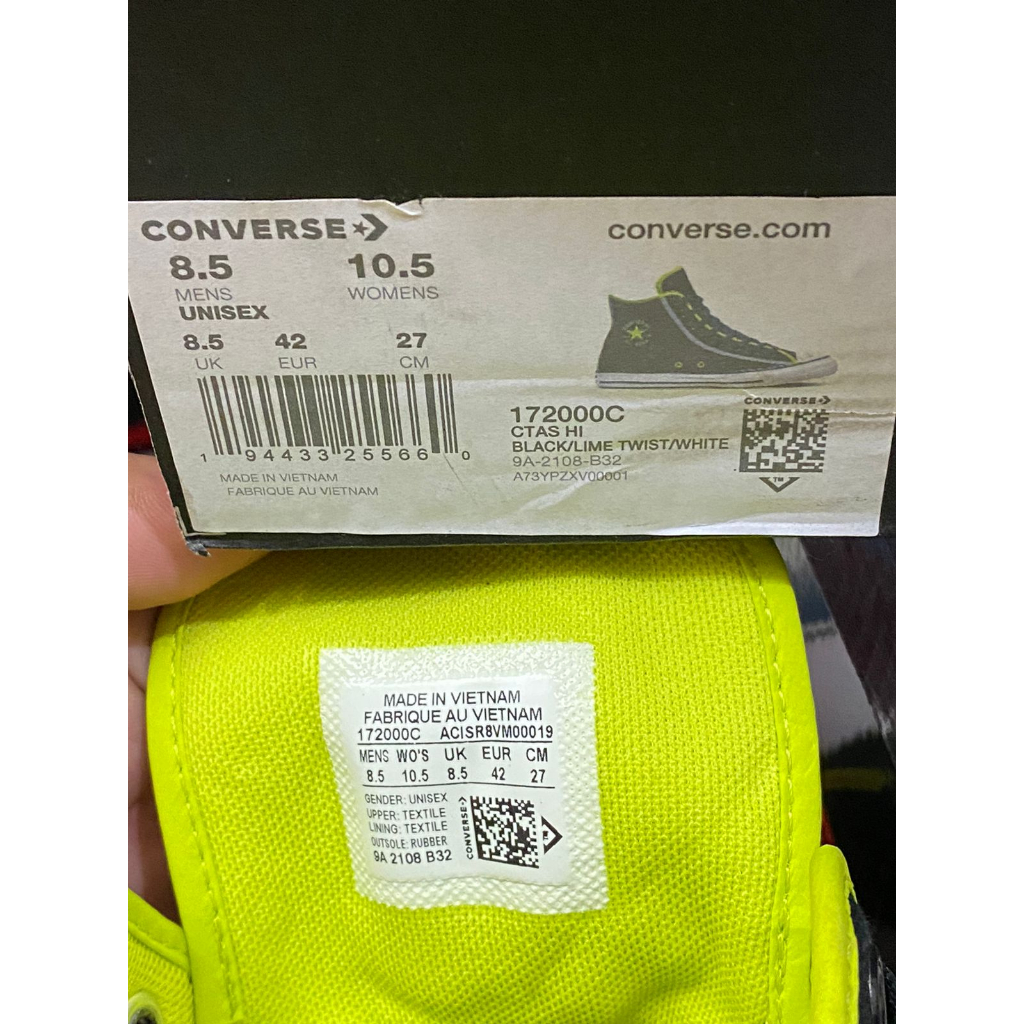 CONVERSE
converse.com
8.5 10.5
MENS WOMENS
UNISEX
8.5 42 27
UK EUR CM
1 94433 25566 0
MADE IN VIETNAM
FABRIQUE AU VIETNAM
172000C
CTAS HI
BLACK/LIME TWIST/WHITE
9A-2108-B32
A73YPZXV00001
CONVERSE
TM
MADE IN VIETNAM
FABRIQUE AU VIETNAM
172000C ACISR8VM00019
MENS WO'S UK EUR CM
8.5 10.5 8.5 42 27
GENDER: UNISEX
UPPER: TEXTILE
LINING: TEXTILE
OUTSOLE: RUBBER
9A 2108 B32
CONVERSE
TM